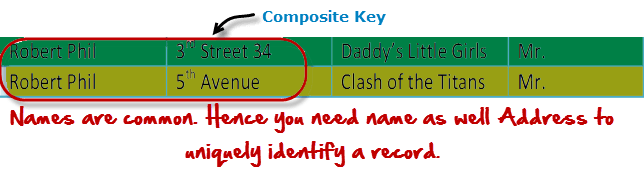 Composite Key
Robert Phil 3rd Street 34 Daddy's Little Girls Mr.
Robert Phil 5th Avenue Clash of the Titans Mr.
Names are common. Hence you need name as well Address to
uniquely identify a record.